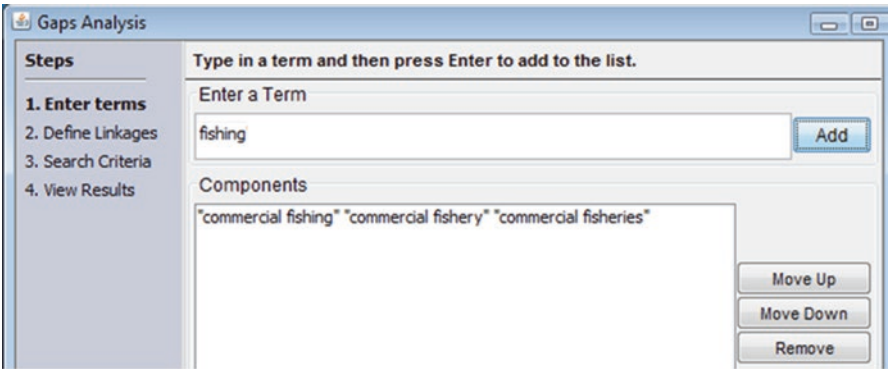 Gaps Analysis
Steps
1. Enter terms
2. Define Linkages
3. Search Criteria
4. View Results
Type in a term and then press Enter to add to the list.
Enter a Term
fishing
Add
Components
"commercial fishing" "commercial fishery" "commercial fisheries"
Move Up
Move Down
Remove